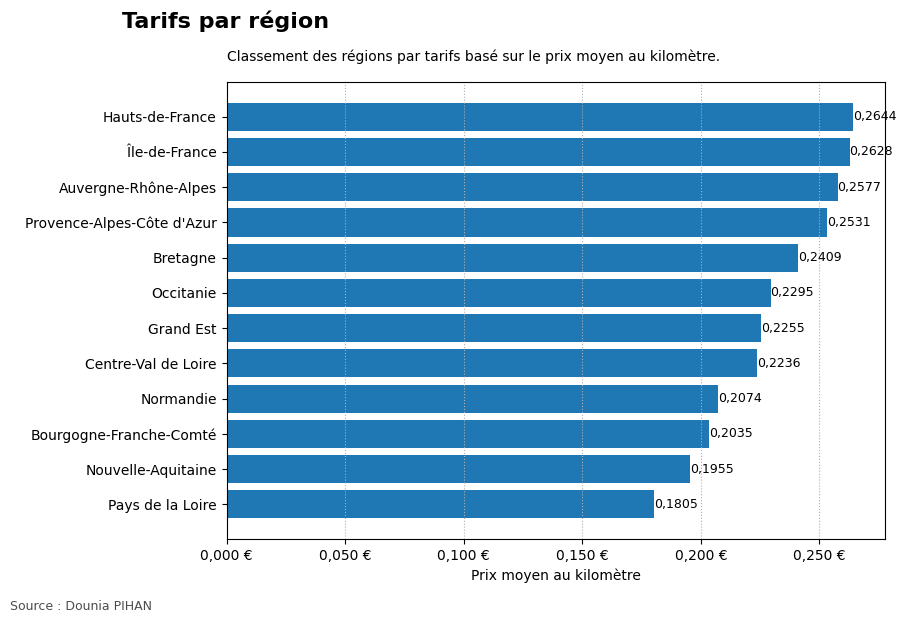 Tarifs par région
Classement des régions par tarifs basé sur le prix moyen au kilomètre.
Hauts-de-France 0,2644
Île-de-France 0,2628
Auvergne-Rhône-Alpes 0,2577
Provence-Alpes-Côte d'Azur 0,2531
Bretagne 0,2409
Occitanie 0,2295
Grand Est 0,2255
Centre-Val de Loire 0,2236
Normandie 0,2074
Bourgogne-Franche-Comté 0,2035
Nouvelle-Aquitaine 0,1955
Pays de la Loire 0,1805
0,000 € 0,050 € 0,100 € 0,150 € 0,200 € 0,250 €
Prix moyen au kilomètre
Source : Dounia PIHAN